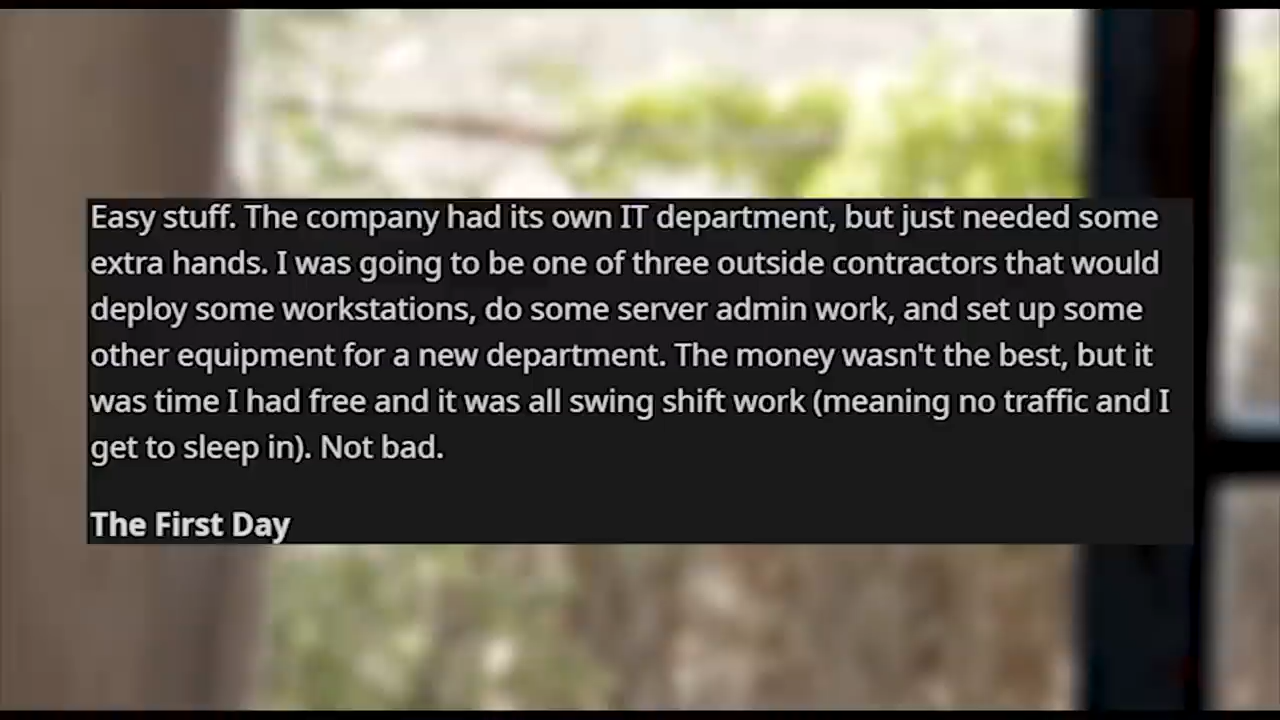 Easy stuff. The company had its own IT department, but just needed some
extra hands. I was going to be one of three outside contractors that would
deploy some workstations, do some server admin work, and set up some
other equipment for a new department. The money wasn't the best, but it
was time I had free and it was all swing shift work (meaning no traffic and I
get to sleep in). Not bad.
The First Day